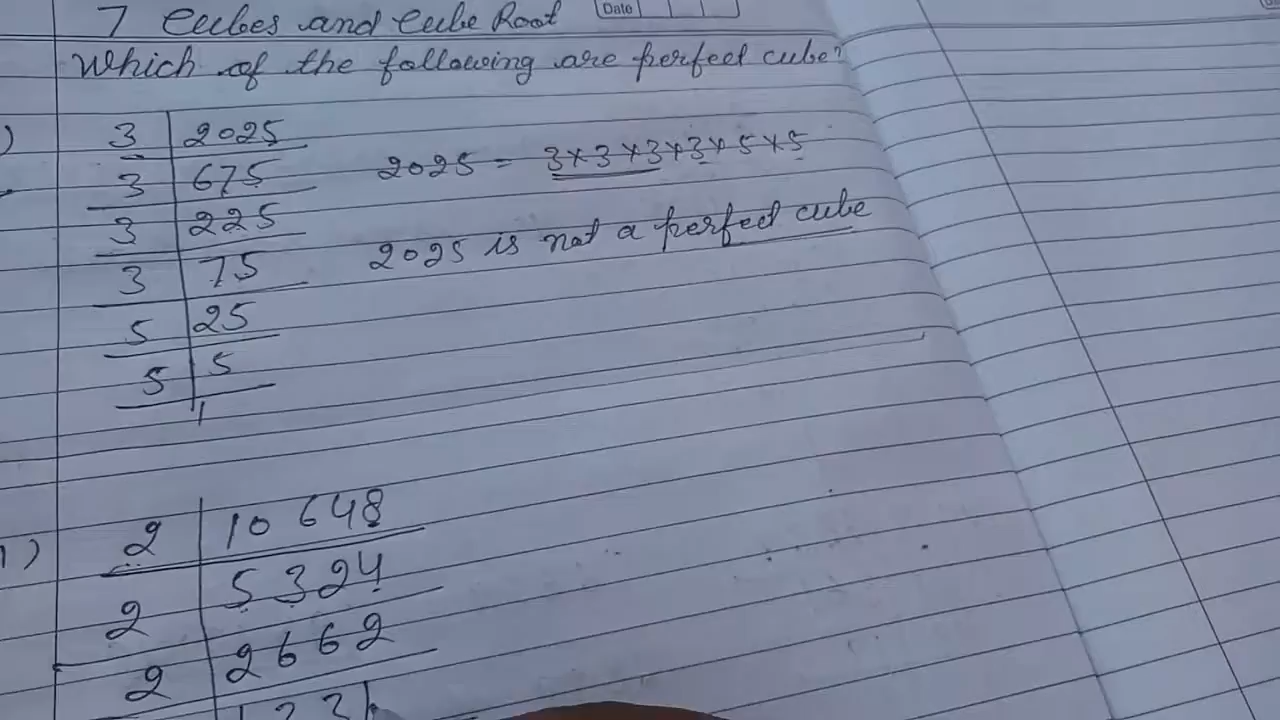 7 Cubes and Cube Root
Date
Which of the following are perfect cube?
) 3 | 2025
3 | 675
3 | 225
3 | 75
5 | 25
5 | 5
1
2025 = 3×3×3×3×5×5
2025 is not a perfect cube
1) 2 | 10648
2 | 5324
2 | 2662
1331